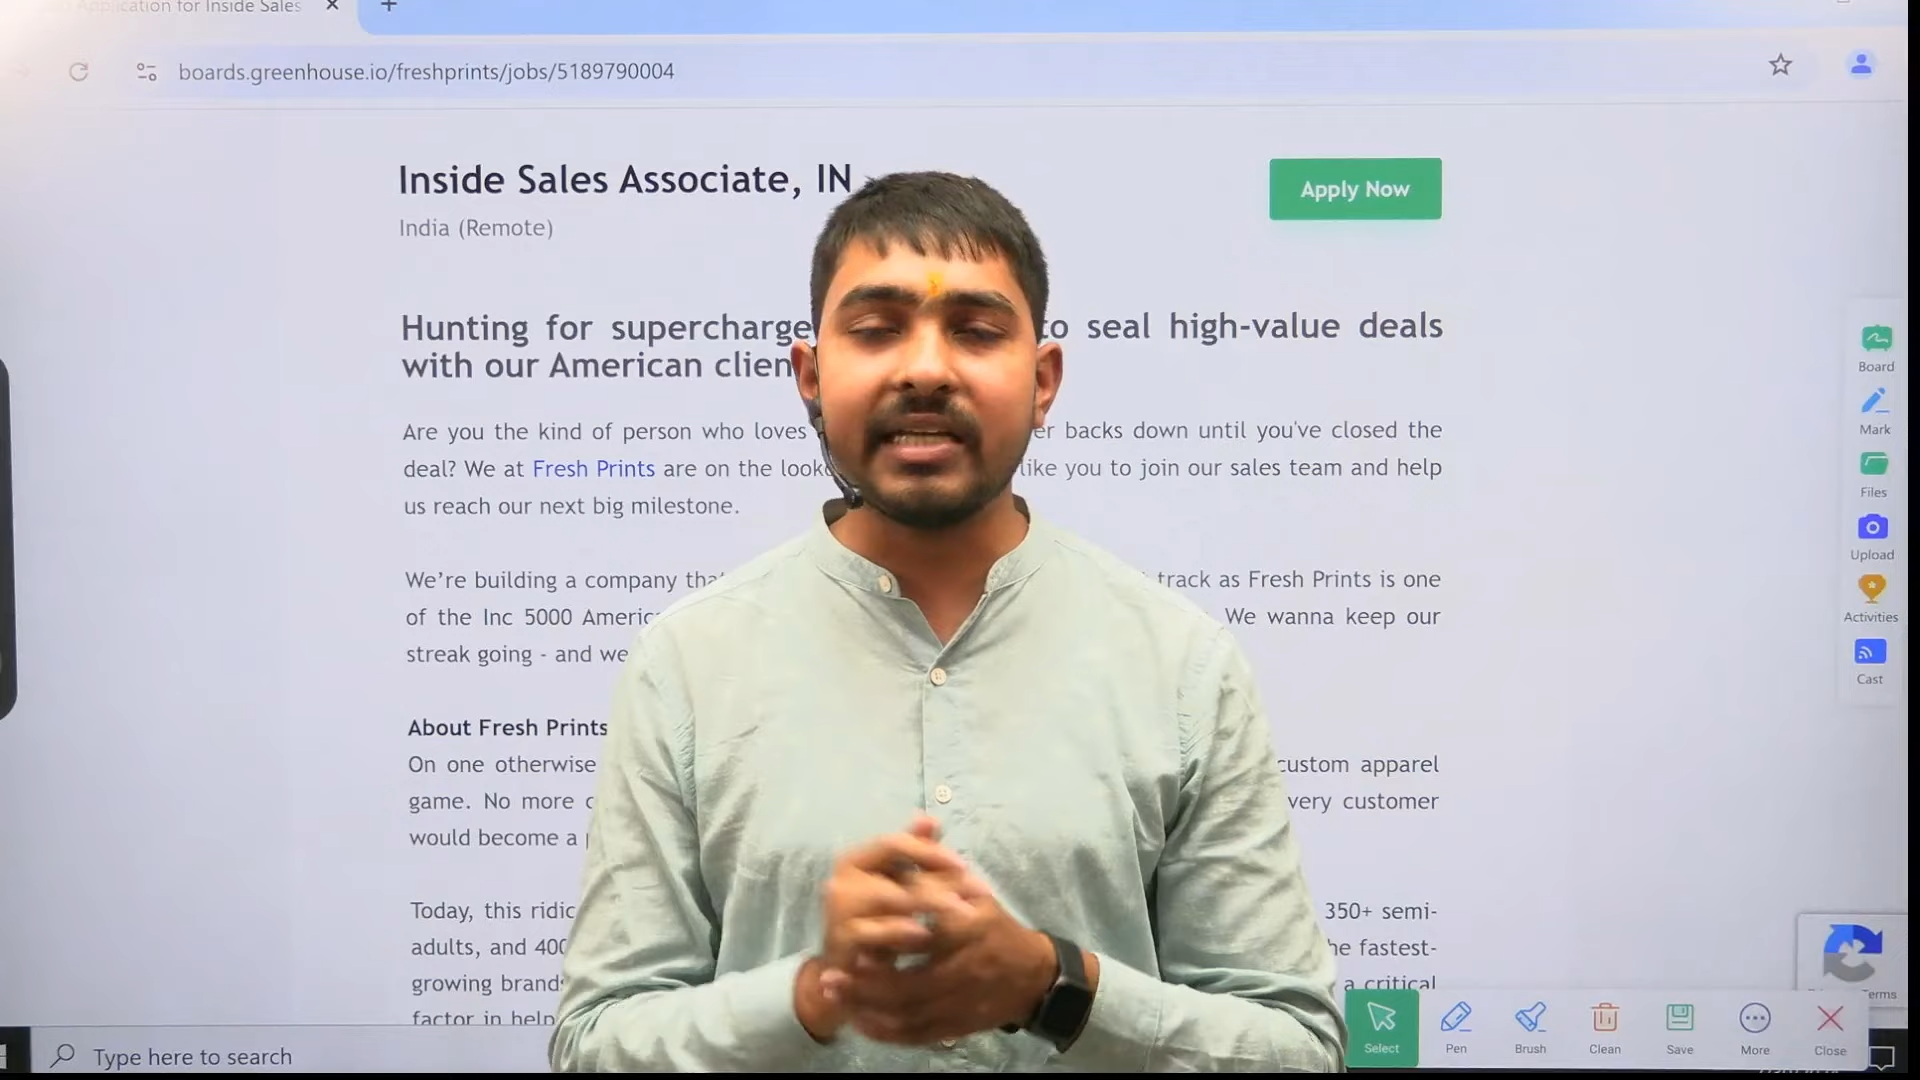 Application for Inside Sales
boards.greenhouse.io/freshprints/jobs/5189790004
Inside Sales Associate, IN
India (Remote)
Apply Now
Hunting for supercharge to seal high-value deals
with our American clien
Are you the kind of person who loves er backs down until you've closed the
deal? We at Fresh Prints are on the look like you to join our sales team and help
us reach our next big milestone.
We're building a company tha track as Fresh Prints is one
of the Inc 5000 Americ We wanna keep our
streak going - and we
About Fresh Prints
On one otherwise custom apparel
game. No more very customer
would become a
Today, this ridic 350+ semi-
adults, and 400 he fastest-
growing brand a critical
factor in help
Board
Mark
Files
Upload
Activities
Cast
Terms
Select
Pen
Brush
Clean
Save
More
Close
Type here to search